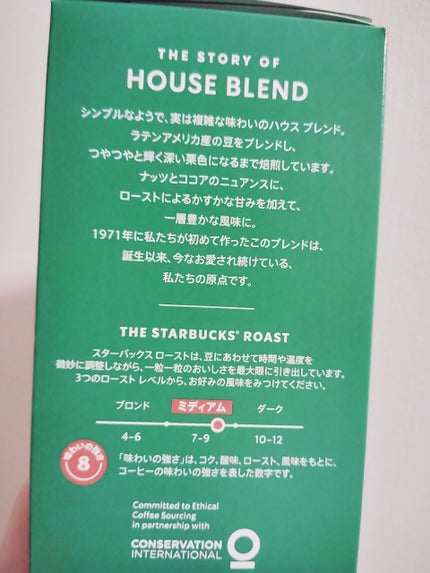 THE STORY OF
HOUSE BLEND
シンプルなようで、実は複雑な味わいのハウス ブレンド。
ラテンアメリカ産の豆をブレンドし、
つやつやと輝く深い栗色になるまで焙煎しています。
ナッツとココアのニュアンスに、
ローストによるかすかな甘みを加えて、
一層豊かな風味に。
1971年に私たちが初めて作ったこのブレンドは、
誕生以来、今なお愛され続けている、
私たちの原点です。
THE STARBUCKS® ROAST
スターバックス ローストは、豆にあわせて時間や温度を
微妙に調整しながら、一粒一粒のおいしさを最大限に引き出しています。
3つのロースト レベルから、お好みの風味をみつけてください。
ブロンド ミディアム ダーク
4-6 7-9 10-12
味わいの強さ
8
「味わいの強さ」は、コク、酸味、ロースト、風味をもとに、
コーヒーの味わいの強さを表した数字です。
Committed to Ethical
Coffee Sourcing
in partnership with
CONSERVATION
INTERNATIONAL